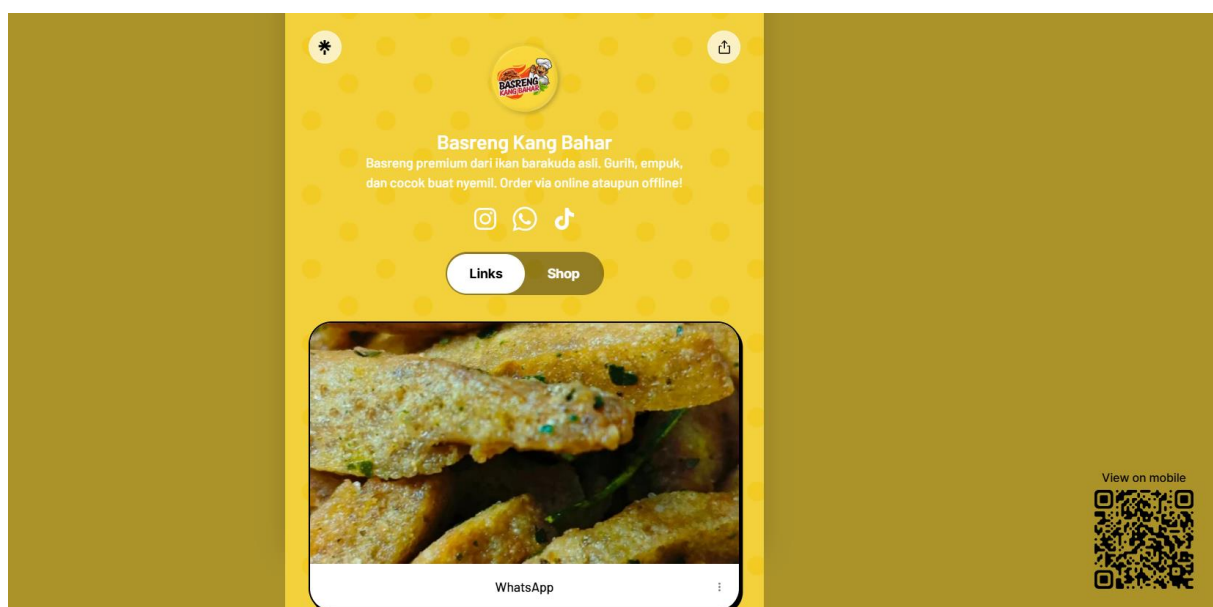 BASRENG
KANG BAHAR
Basreng Kang Bahar
Basreng premium dari ikan barakuda asli. Gurih, empuk,
dan cocok buat nyemil. Order via online ataupun offline!
Links
Shop
WhatsApp
View on mobile